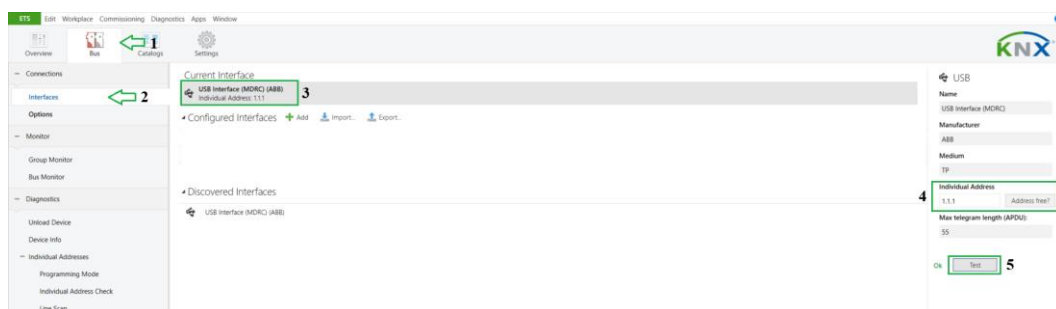 ETS Edit Workplace Commissioning Diagnostics Apps Window
Overview Bus 1 Catalogs Settings
KNX
Connections
Interfaces 2
Options
Monitor
Group Monitor
Bus Monitor
Diagnostics
Unload Device
Device Info
Individual Addresses
Programming Mode
Individual Address Check
Line Scan
Current Interface
USB Interface (MDRC) (ABB) 3
Individual Address: 1.1.1
Configured Interfaces Add Import... Export...
Discovered Interfaces
USB Interface (MDRC) (ABB)
USB
Name
USB Interface (MDRC)
Manufacturer
ABB
Medium
TP
Individual Address
4 1.1.1 Address free?
Max telegram length (APDU):
55
Ok Test 5